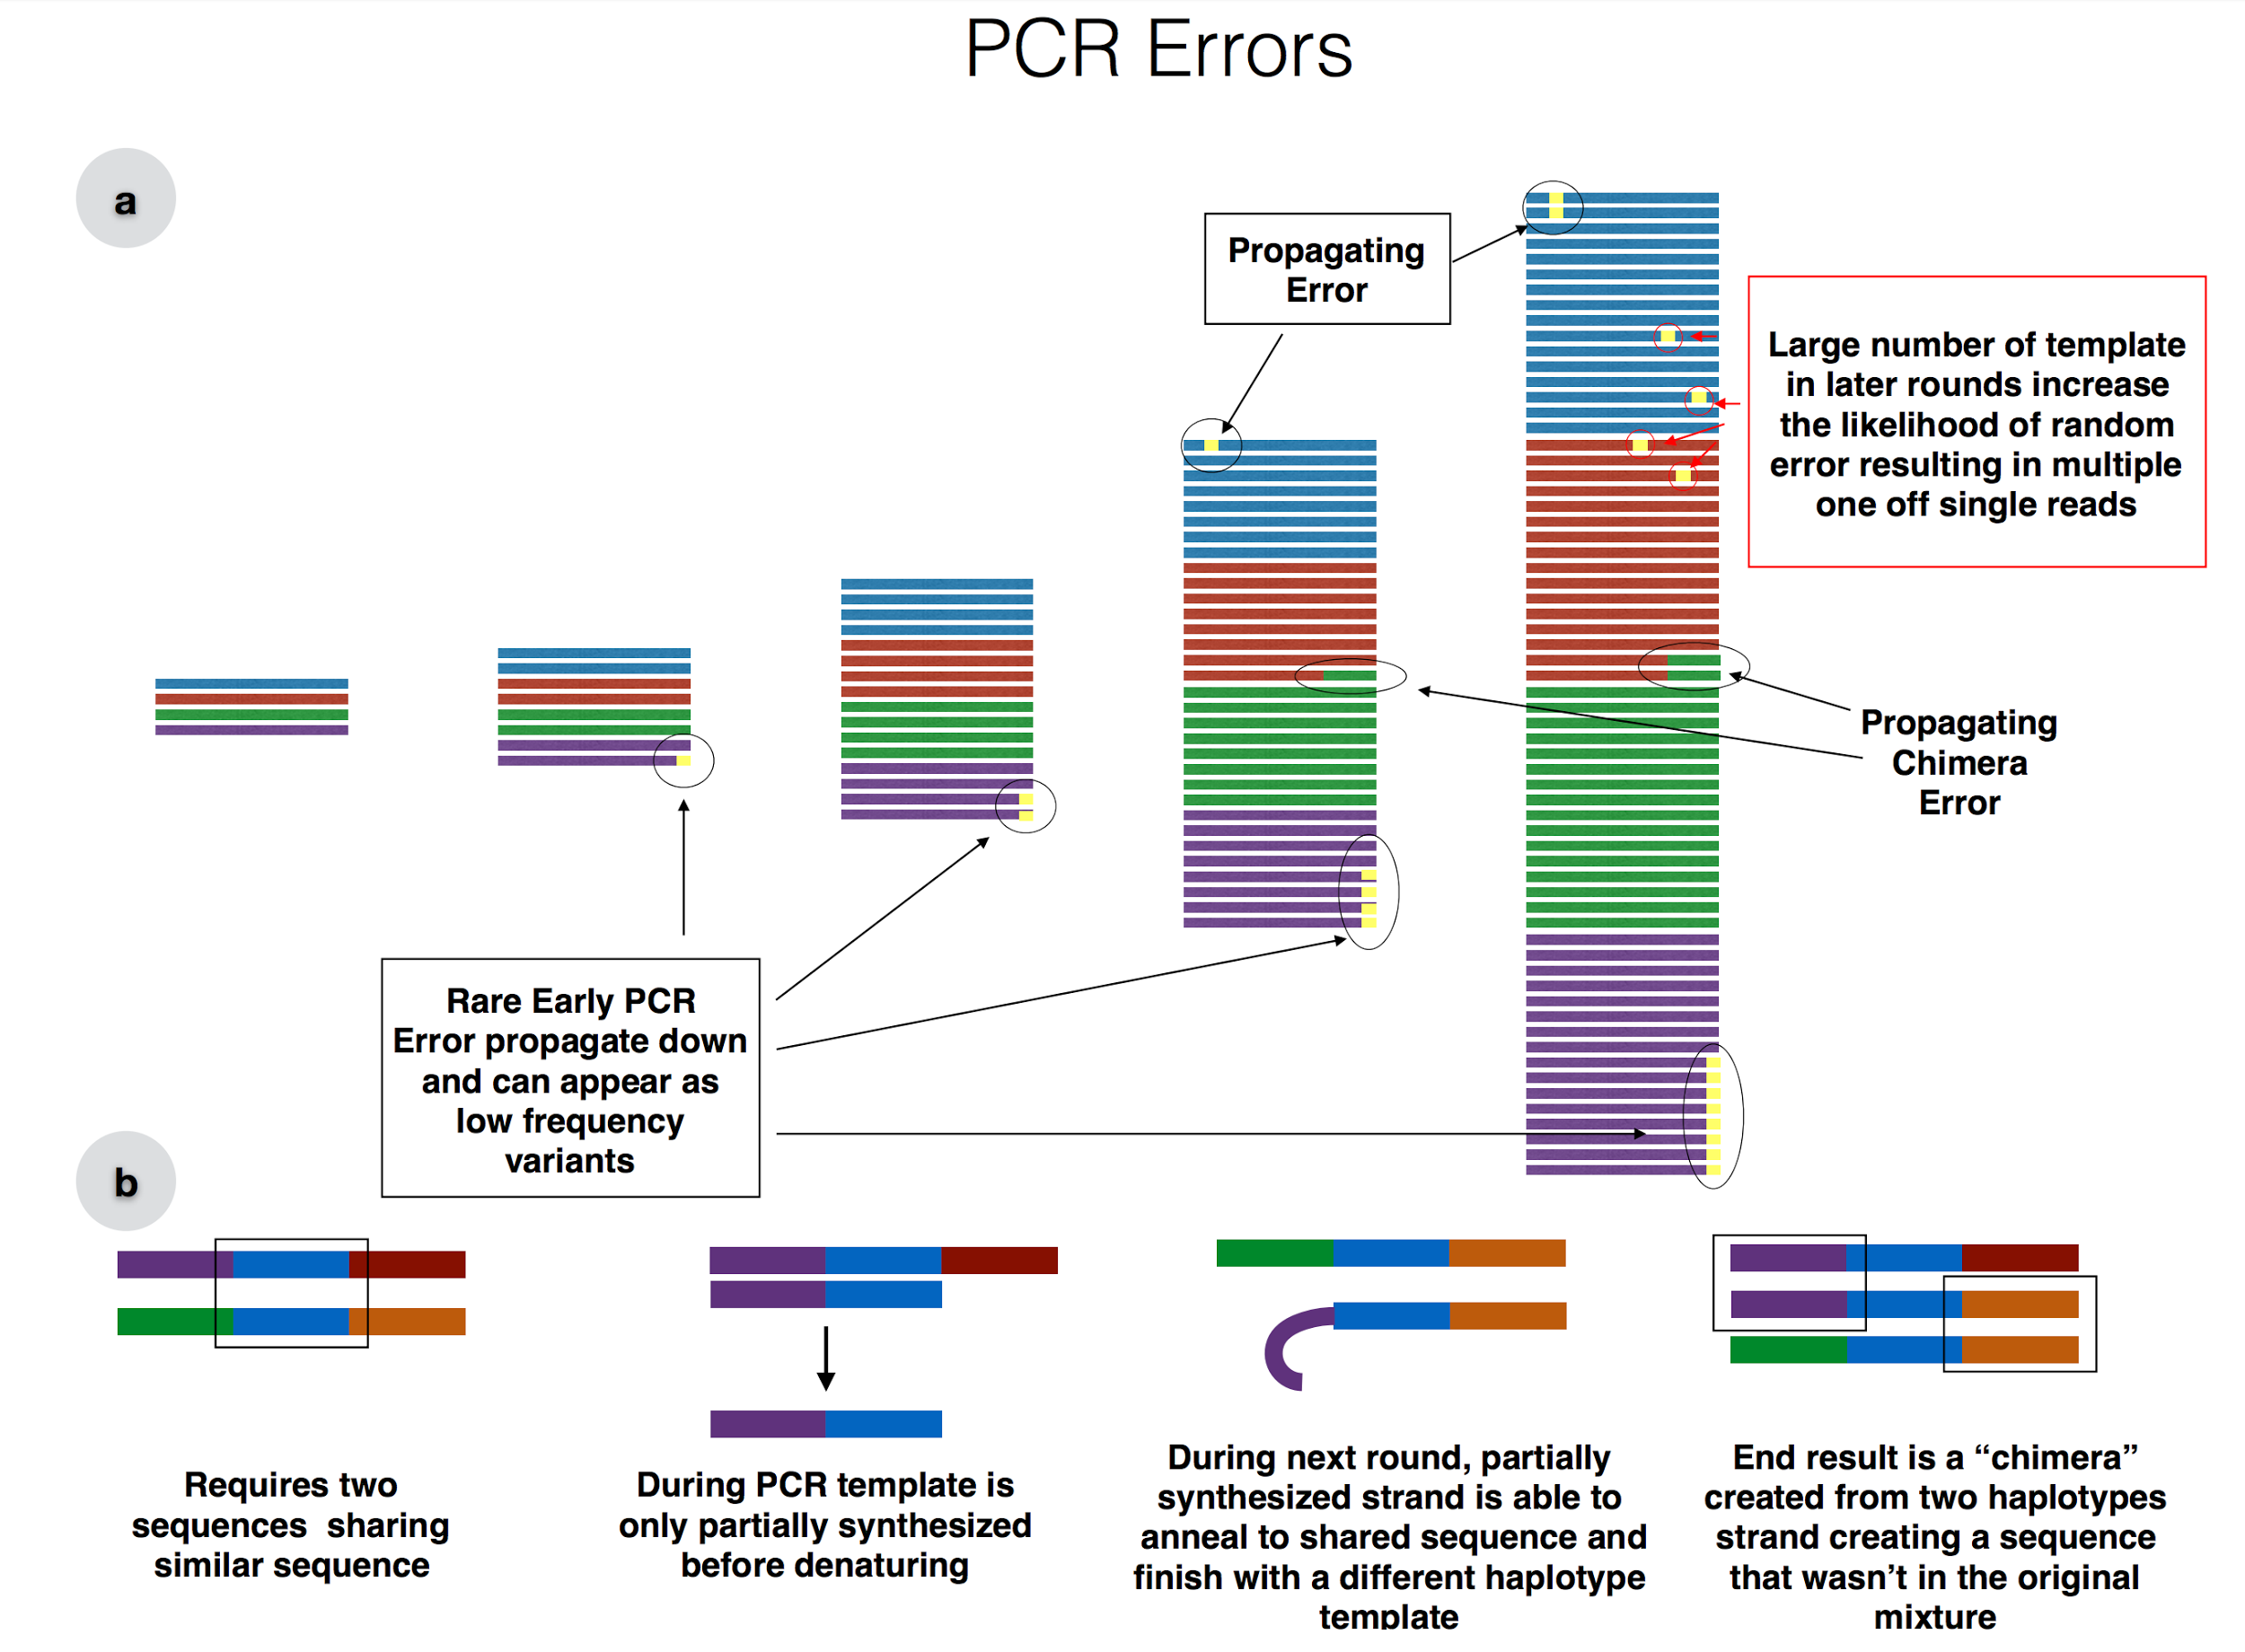 PCR Errors
a
Propagating
Error
Large number of template
in later rounds increase
the likelihood of random
error resulting in multiple
one off single reads
Propagating
Chimera
Error
Rare Early PCR
Error propagate down
and can appear as
low frequency
variants
b
Requires two
sequences sharing
similar sequence
During PCR template is
only partially synthesized
before denaturing
During next round, partially
synthesized strand is able to
anneal to shared sequence and
finish with a different haplotype
template
End result is a “chimera”
created from two haplotypes
strand creating a sequence
that wasn’t in the original
mixture